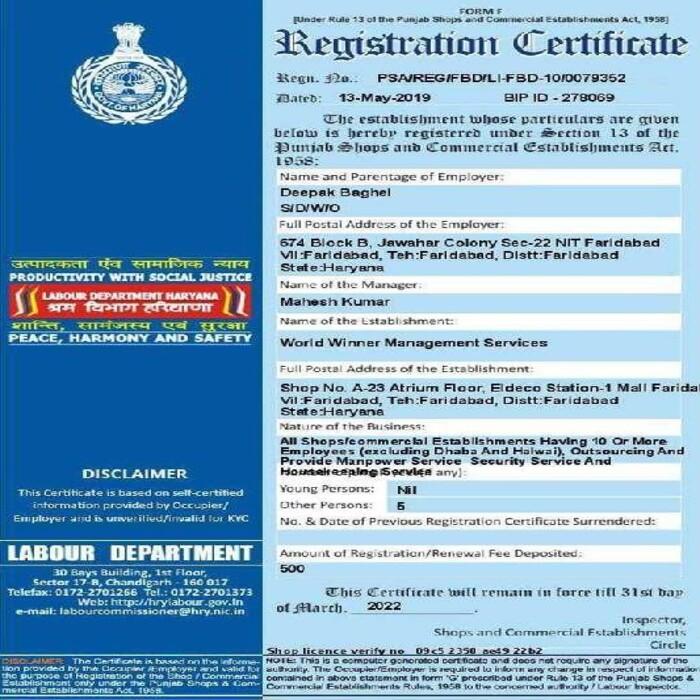 FORM F
[Under Rule 13 of the Punjab Shops and Commercial Establishments Act, 1958]
Registration Certificate
Regn. No.: PSA/REG/FBD/LI-FBD-10/0079352
Dated: 13-May-2019 BIP ID - 278069
The establishment whose particulars are given
below is hereby registered under Section 13 of the
Punjab Shops and Commercial Establishments Act,
1958:
Name and Parentage of Employer:
Deepak Baghel
S/D/W/O
Full Postal Address of the Employer:
674 Block B, Jawahar Colony Sec-22 NIT Faridabad
Vil:Faridabad, Teh:Faridabad, Distt:Faridabad
State:Haryana
Name of the Manager:
Mahesh Kumar
Name of the Establishment:
World Winner Management Services
Full Postal Address of the Establishment:
Shop No. A-23 Atrium Floor, Eldeco Station-1 Mall Farida
Vil:Faridabad, Teh:Faridabad, Distt:Faridabad
State:Haryana
Nature of the Business:
All Shops/commercial Establishments Having 10 Or More
Employees (excluding Dhaba And Halwai), Outsourcing And
Provide Manpower Service Security Service And
Housekeeping Service any):
Young Persons: Nil
Other Persons: 5
No. & Date of Previous Registration Certificate Surrendered:
Amount of Registration/Renewal Fee Deposited:
500
This Certificate will remain in force till 31st day
of March. 2022.
Inspector,
Shops and Commercial Establishments
Circle
Shop licence verify no 09c5 2350 ae49 22b2
NOTE: This is a computer generated certificate and does not require any signature of the
authority. The Occupier/Employer is required to inform any change in respect of information
contained in above statement in form 'G' prescribed under Rule 13 of the Punjab Shops &
Commercial Establishments Rules, 1958 to the concerned authority / Labour Inspector.
GOVT. OF HARYANA
उत्पादकता एंव सामाजिक न्याय
PRODUCTIVITY WITH SOCIAL JUSTICE
LABOUR DEPARTMENT HARYANA
श्रम विभाग हरियाणा
शान्ति, सामंजस्य एवं सुरक्षा
PEACE, HARMONY AND SAFETY
DISCLAIMER
This Certificate is based on self-certified
information provided by Occupier/
Employer and is unverified/invalid for KYC
LABOUR DEPARTMENT
30 Bays Building, 1st Floor,
Sector 17-B, Chandigarh - 160 017
Telefax: 0172-2701266 Tel.: 0172-2701373
Web: http://hrylabour.gov.in
e-mail: labourcommissioner@hry.nic.in
DISCLAIMER: The Certificate is based on the informa-
tion provided by the Occupier /Employer and valid for
the purpose of Registration of the Shop / Commercial
Establishment only under the Punjab Shops & Com-
mercial Establishments Act, 1958.